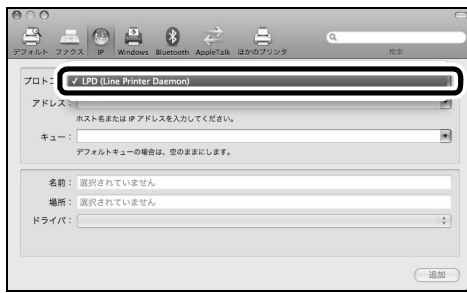 デフォルト ファクス IP Windows Bluetooth AppleTalk ほかのプリンタ 検索
プロトコ ✓ LPD (Line Printer Daemon)
アドレス：
ホスト名または IP アドレスを入力してください。
キュー：
デフォルトキューの場合は、空のままにします。
名前： 選択されていません
場所： 選択されていません
ドライバ：
追加